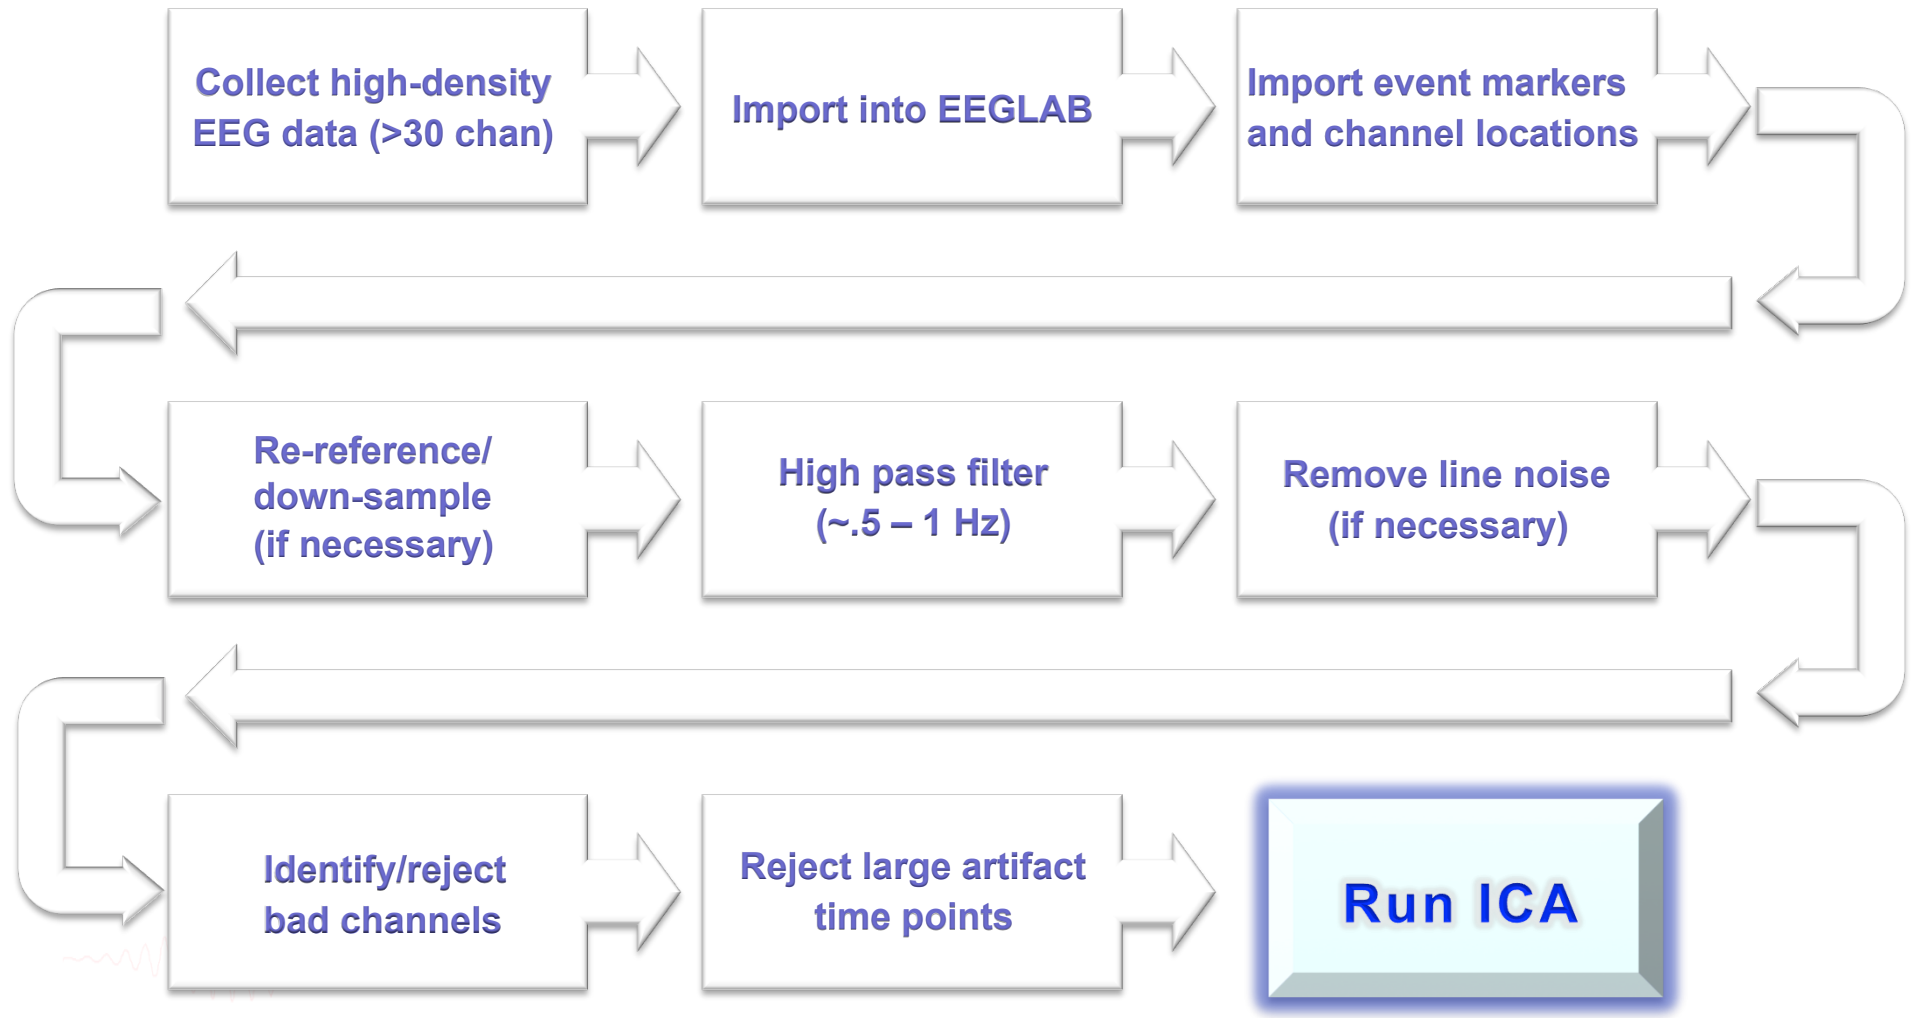 Collect high-density
EEG data (>30 chan)
Import into EEGLAB
Import event markers
and channel locations
Re-reference/
down-sample
(if necessary)
High pass filter
(~.5 – 1 Hz)
Remove line noise
(if necessary)
Identify/reject
bad channels
Reject large artifact
time points
Run ICA